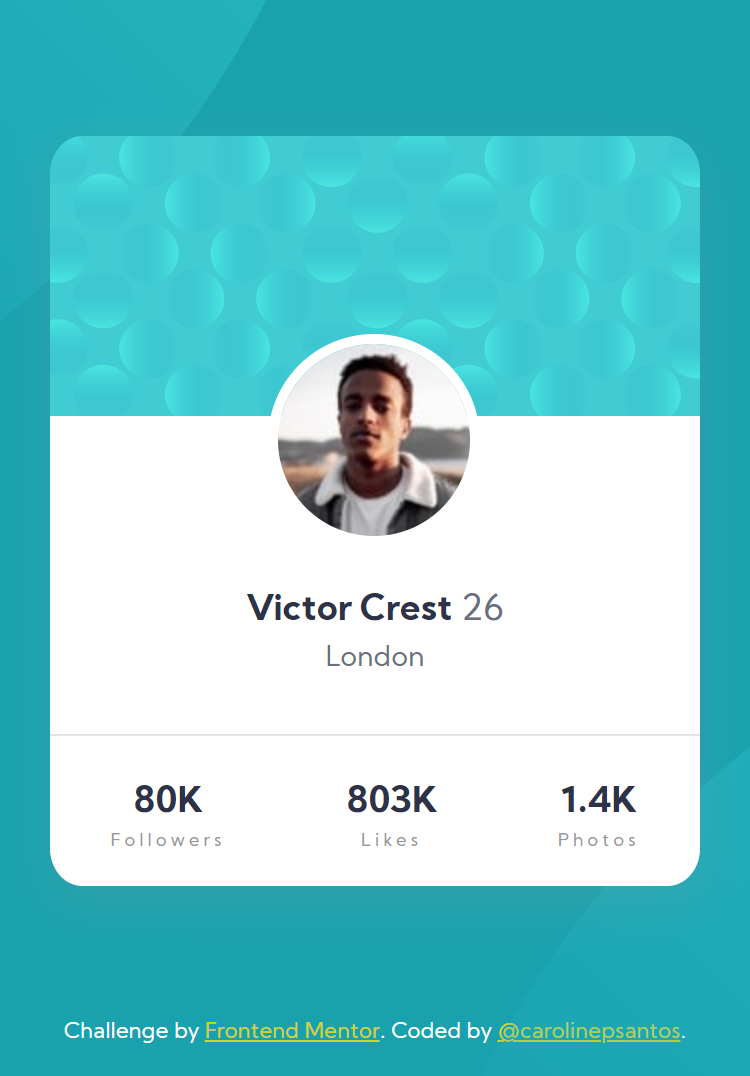 Victor Crest 26
London
80K 803K 1.4K
Followers Likes Photos
Challenge by Frontend Mentor. Coded by @carolinepsantos.